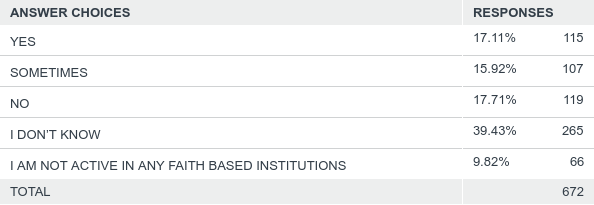 ANSWER CHOICES RESPONSES
YES 17.11% 115
SOMETIMES 15.92% 107
NO 17.71% 119
I DON'T KNOW 39.43% 265
I AM NOT ACTIVE IN ANY FAITH BASED INSTITUTIONS 9.82% 66
TOTAL 672